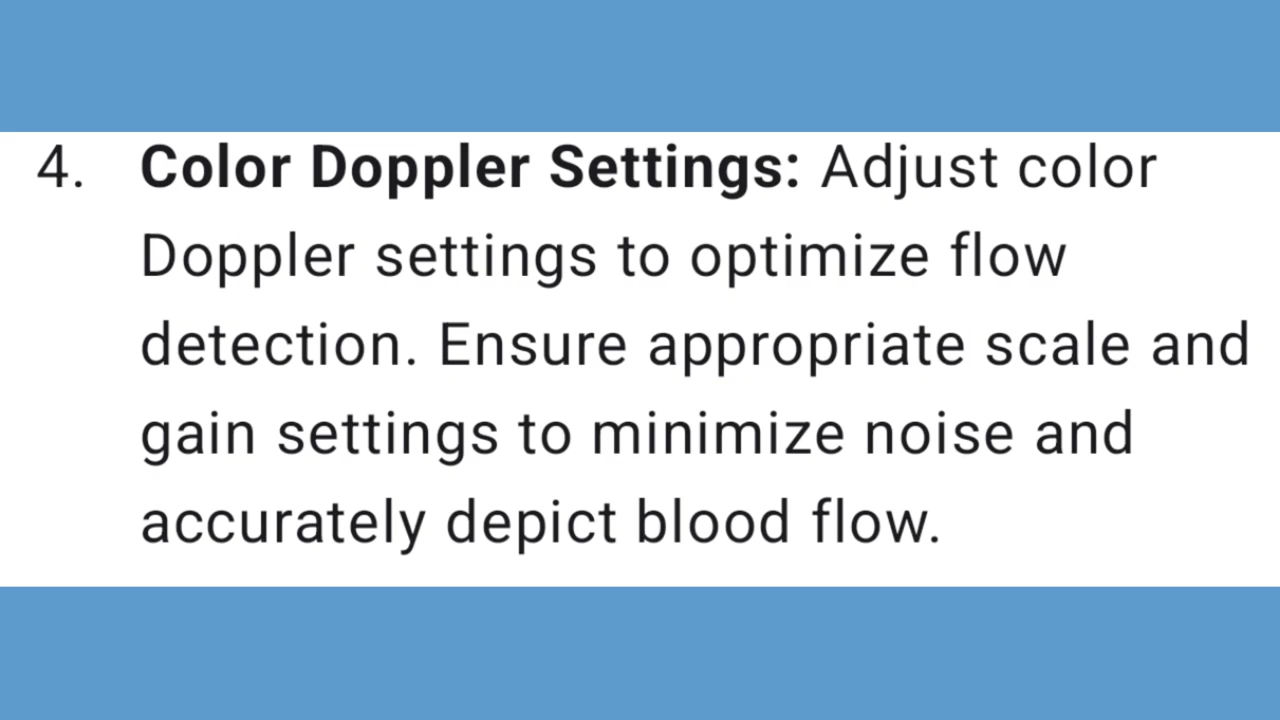 4. Color Doppler Settings: Adjust color
Doppler settings to optimize flow
detection. Ensure appropriate scale and
gain settings to minimize noise and
accurately depict blood flow.